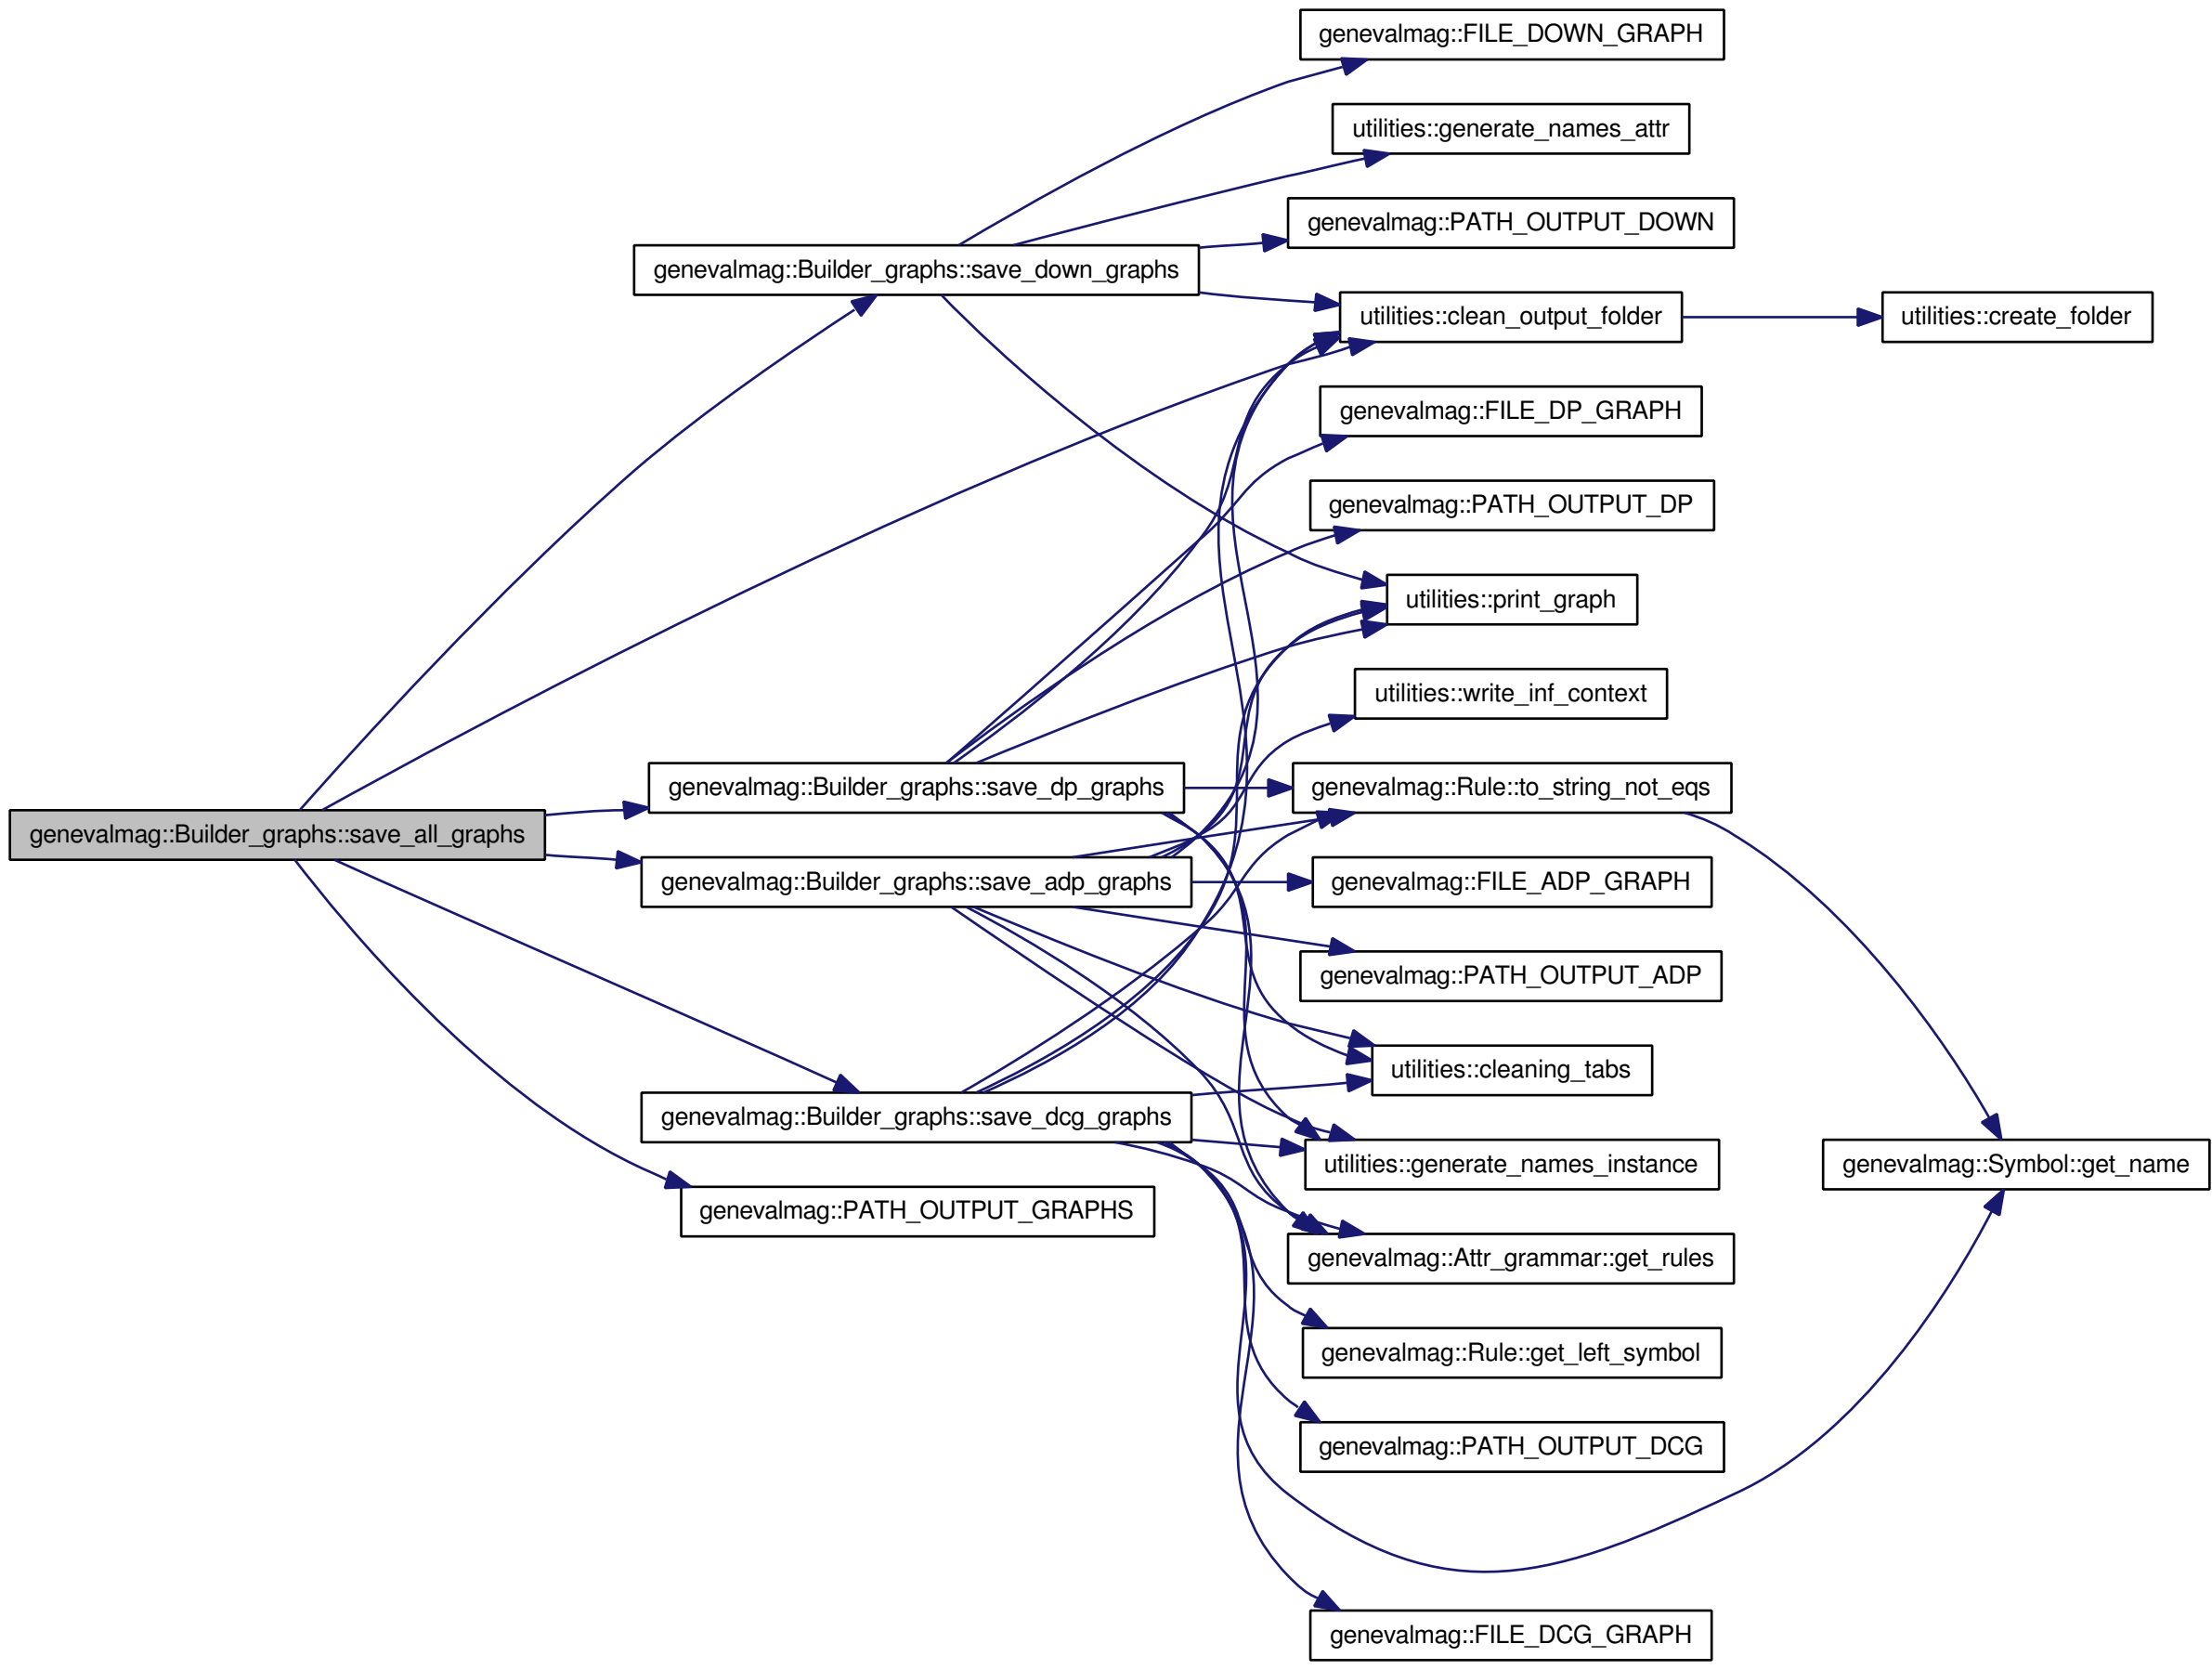 genevalmag::Builder_graphs::save_all_graphs
genevalmag::Builder_graphs::save_down_graphs
genevalmag::Builder_graphs::save_dp_graphs
genevalmag::Builder_graphs::save_adp_graphs
genevalmag::Builder_graphs::save_dcg_graphs
genevalmag::PATH_OUTPUT_GRAPHS
genevalmag::FILE_DOWN_GRAPH
utilities::generate_names_attr
genevalmag::PATH_OUTPUT_DOWN
utilities::clean_output_folder
genevalmag::FILE_DP_GRAPH
genevalmag::PATH_OUTPUT_DP
utilities::print_graph
utilities::write_inf_context
genevalmag::Rule::to_string_not_eqs
genevalmag::FILE_ADP_GRAPH
genevalmag::PATH_OUTPUT_ADP
utilities::cleaning_tabs
utilities::generate_names_instance
genevalmag::Attr_grammar::get_rules
genevalmag::Rule::get_left_symbol
genevalmag::PATH_OUTPUT_DCG
genevalmag::FILE_DCG_GRAPH
utilities::create_folder
genevalmag::Symbol::get_name